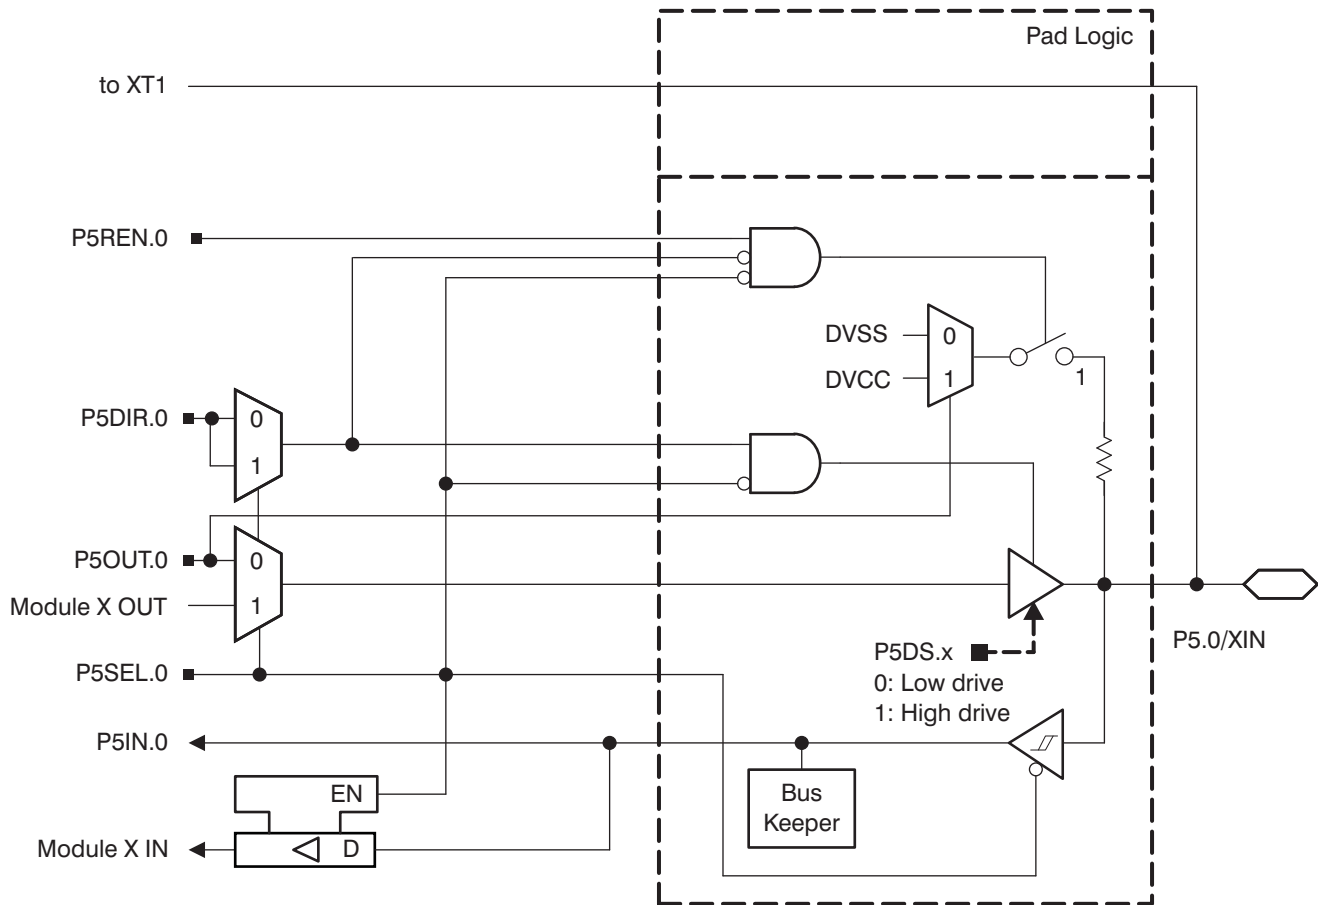 Pad Logic
to XT1
P5REN.0
DVSS
0
DVCC
1
1
P5DIR.0
0
1
P5OUT.0
0
Module X OUT
1
P5.0/XIN
P5SEL.0
P5DS.x
0: Low drive
1: High drive
P5IN.0
EN
Bus
Keeper
Module X IN
D